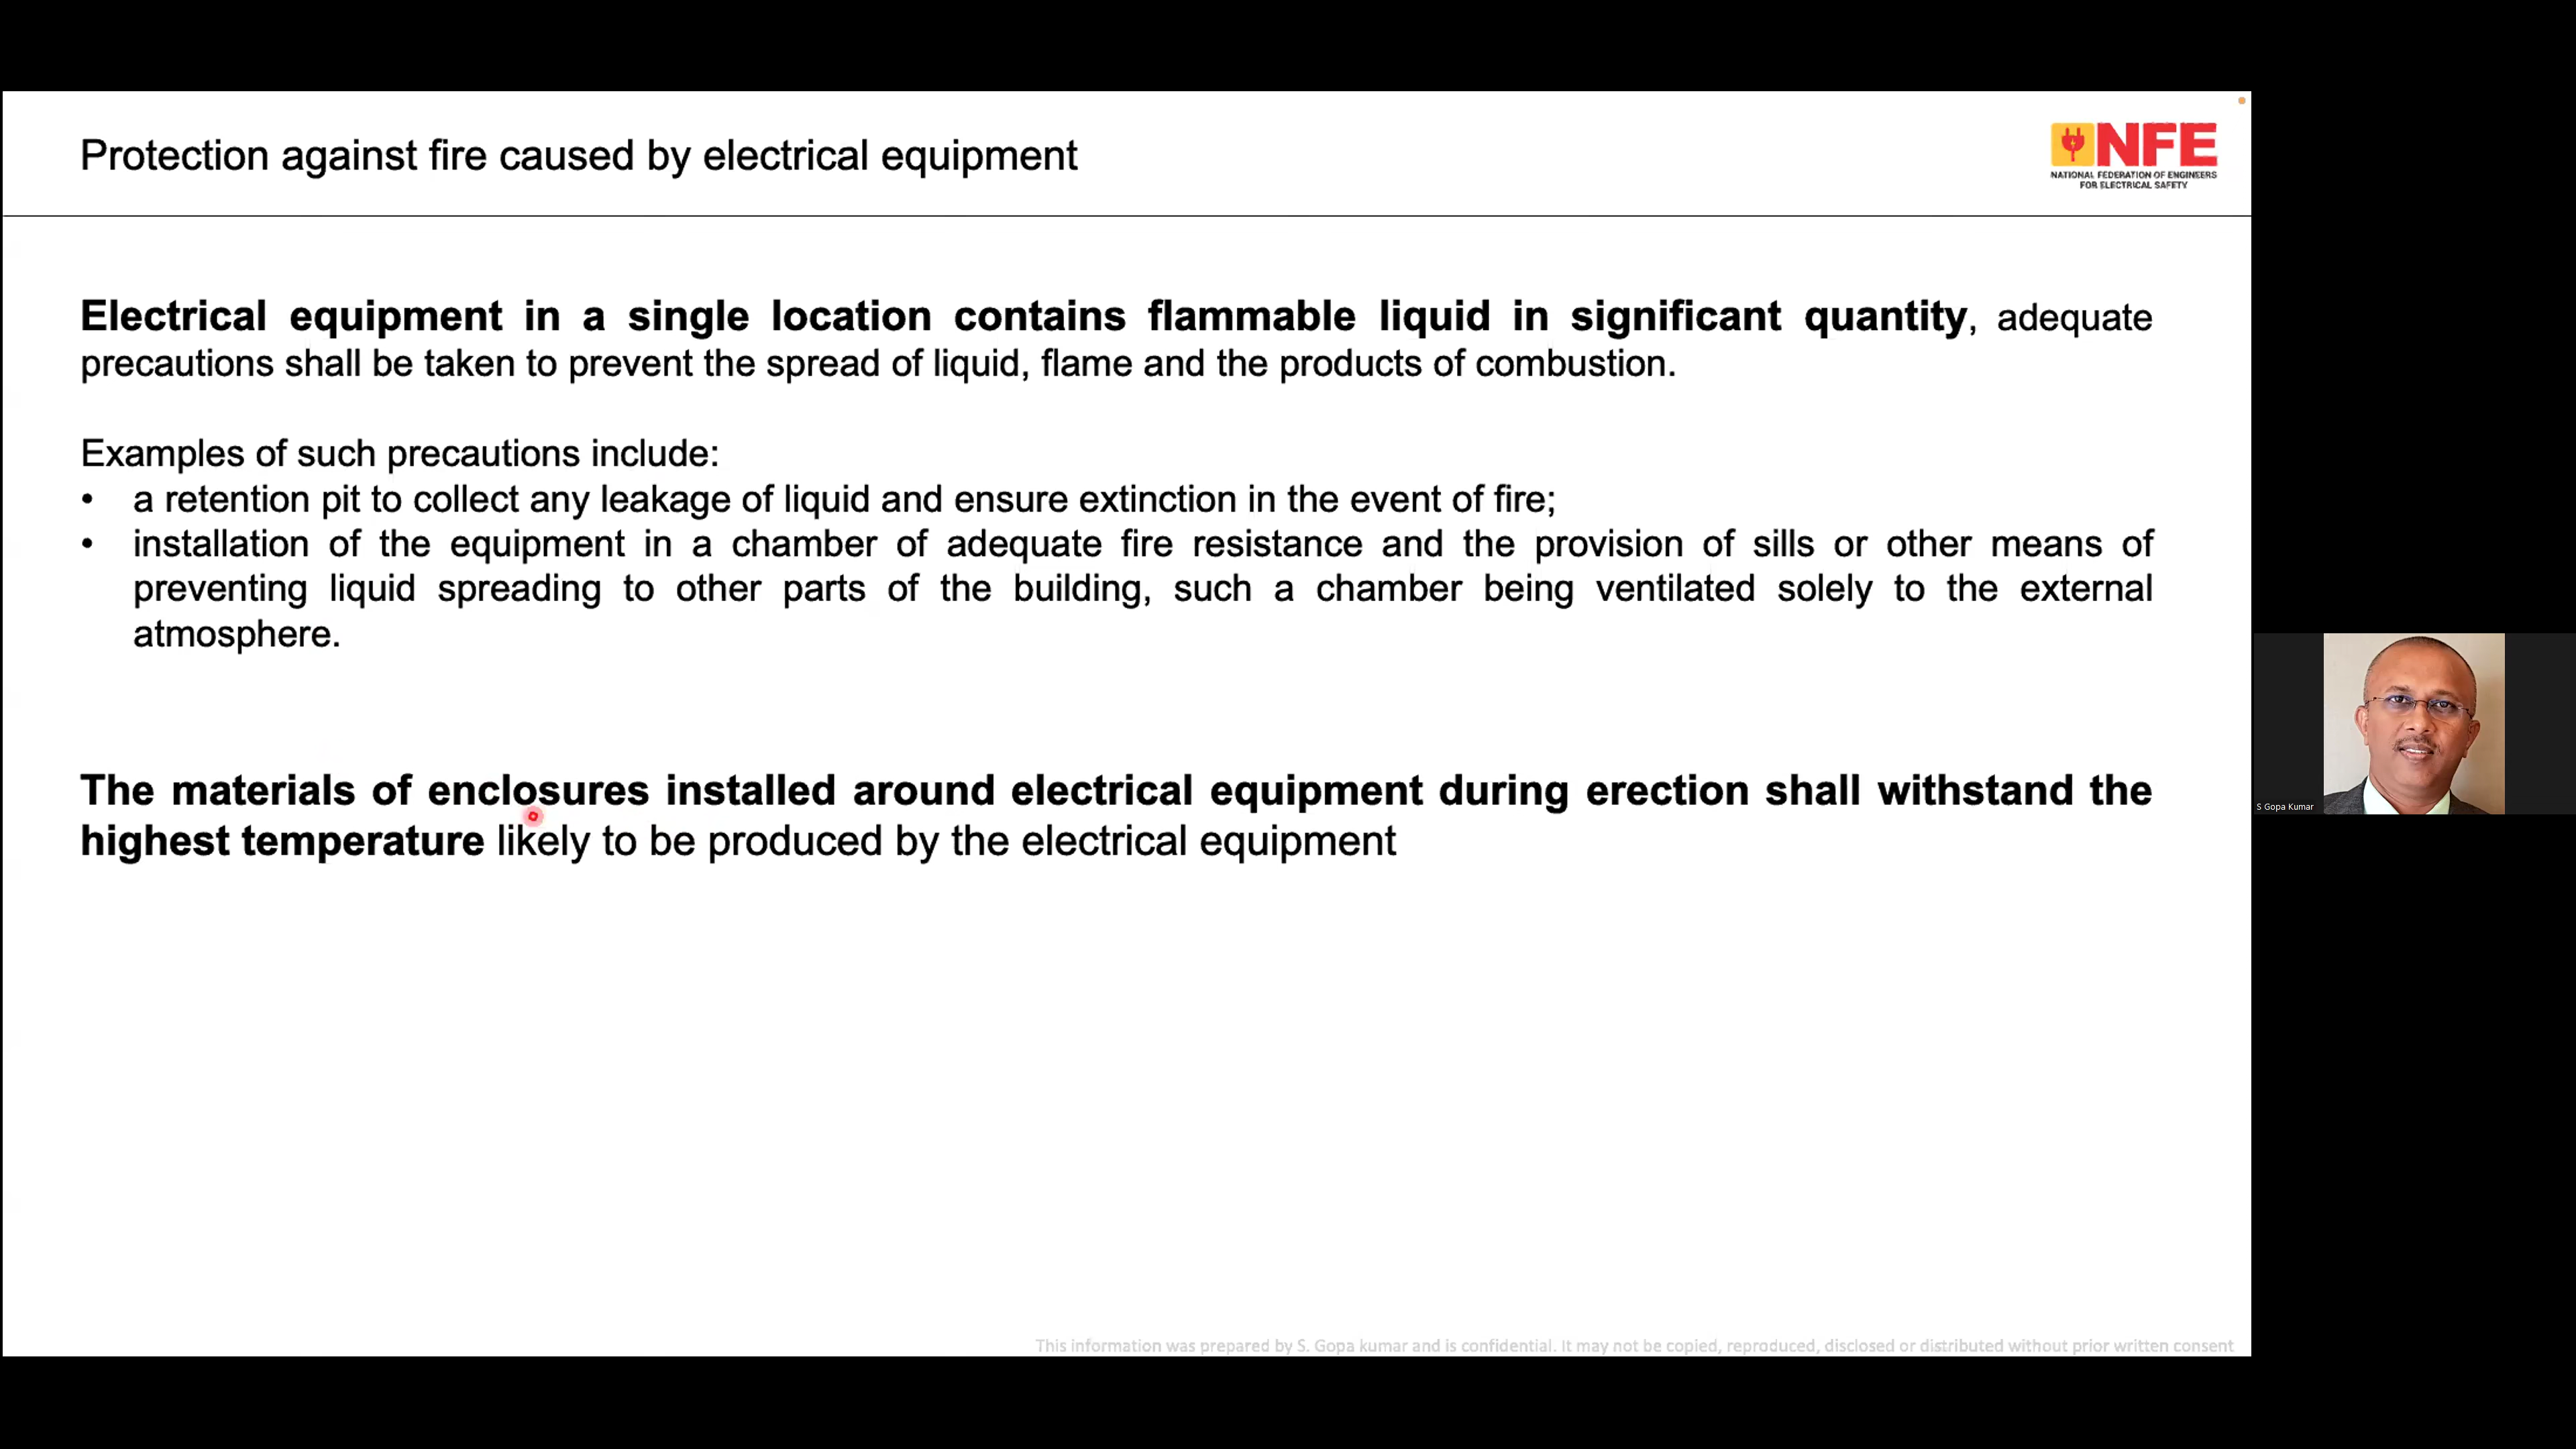 Protection against fire caused by electrical equipment
NFE
NATIONAL FEDERATION OF ENGINEERS
FOR ELECTRICAL SAFETY
Electrical equipment in a single location contains flammable liquid in significant quantity, adequate
precautions shall be taken to prevent the spread of liquid, flame and the products of combustion.
Examples of such precautions include:
• a retention pit to collect any leakage of liquid and ensure extinction in the event of fire;
• installation of the equipment in a chamber of adequate fire resistance and the provision of sills or other means of
preventing liquid spreading to other parts of the building, such a chamber being ventilated solely to the external
atmosphere.
The materials of enclosures installed around electrical equipment during erection shall withstand the
highest temperature likely to be produced by the electrical equipment
S Gopa Kumar
This information was prepared by S. Gopa kumar and is confidential. It may not be copied, reproduced, disclosed or distributed without prior written consent